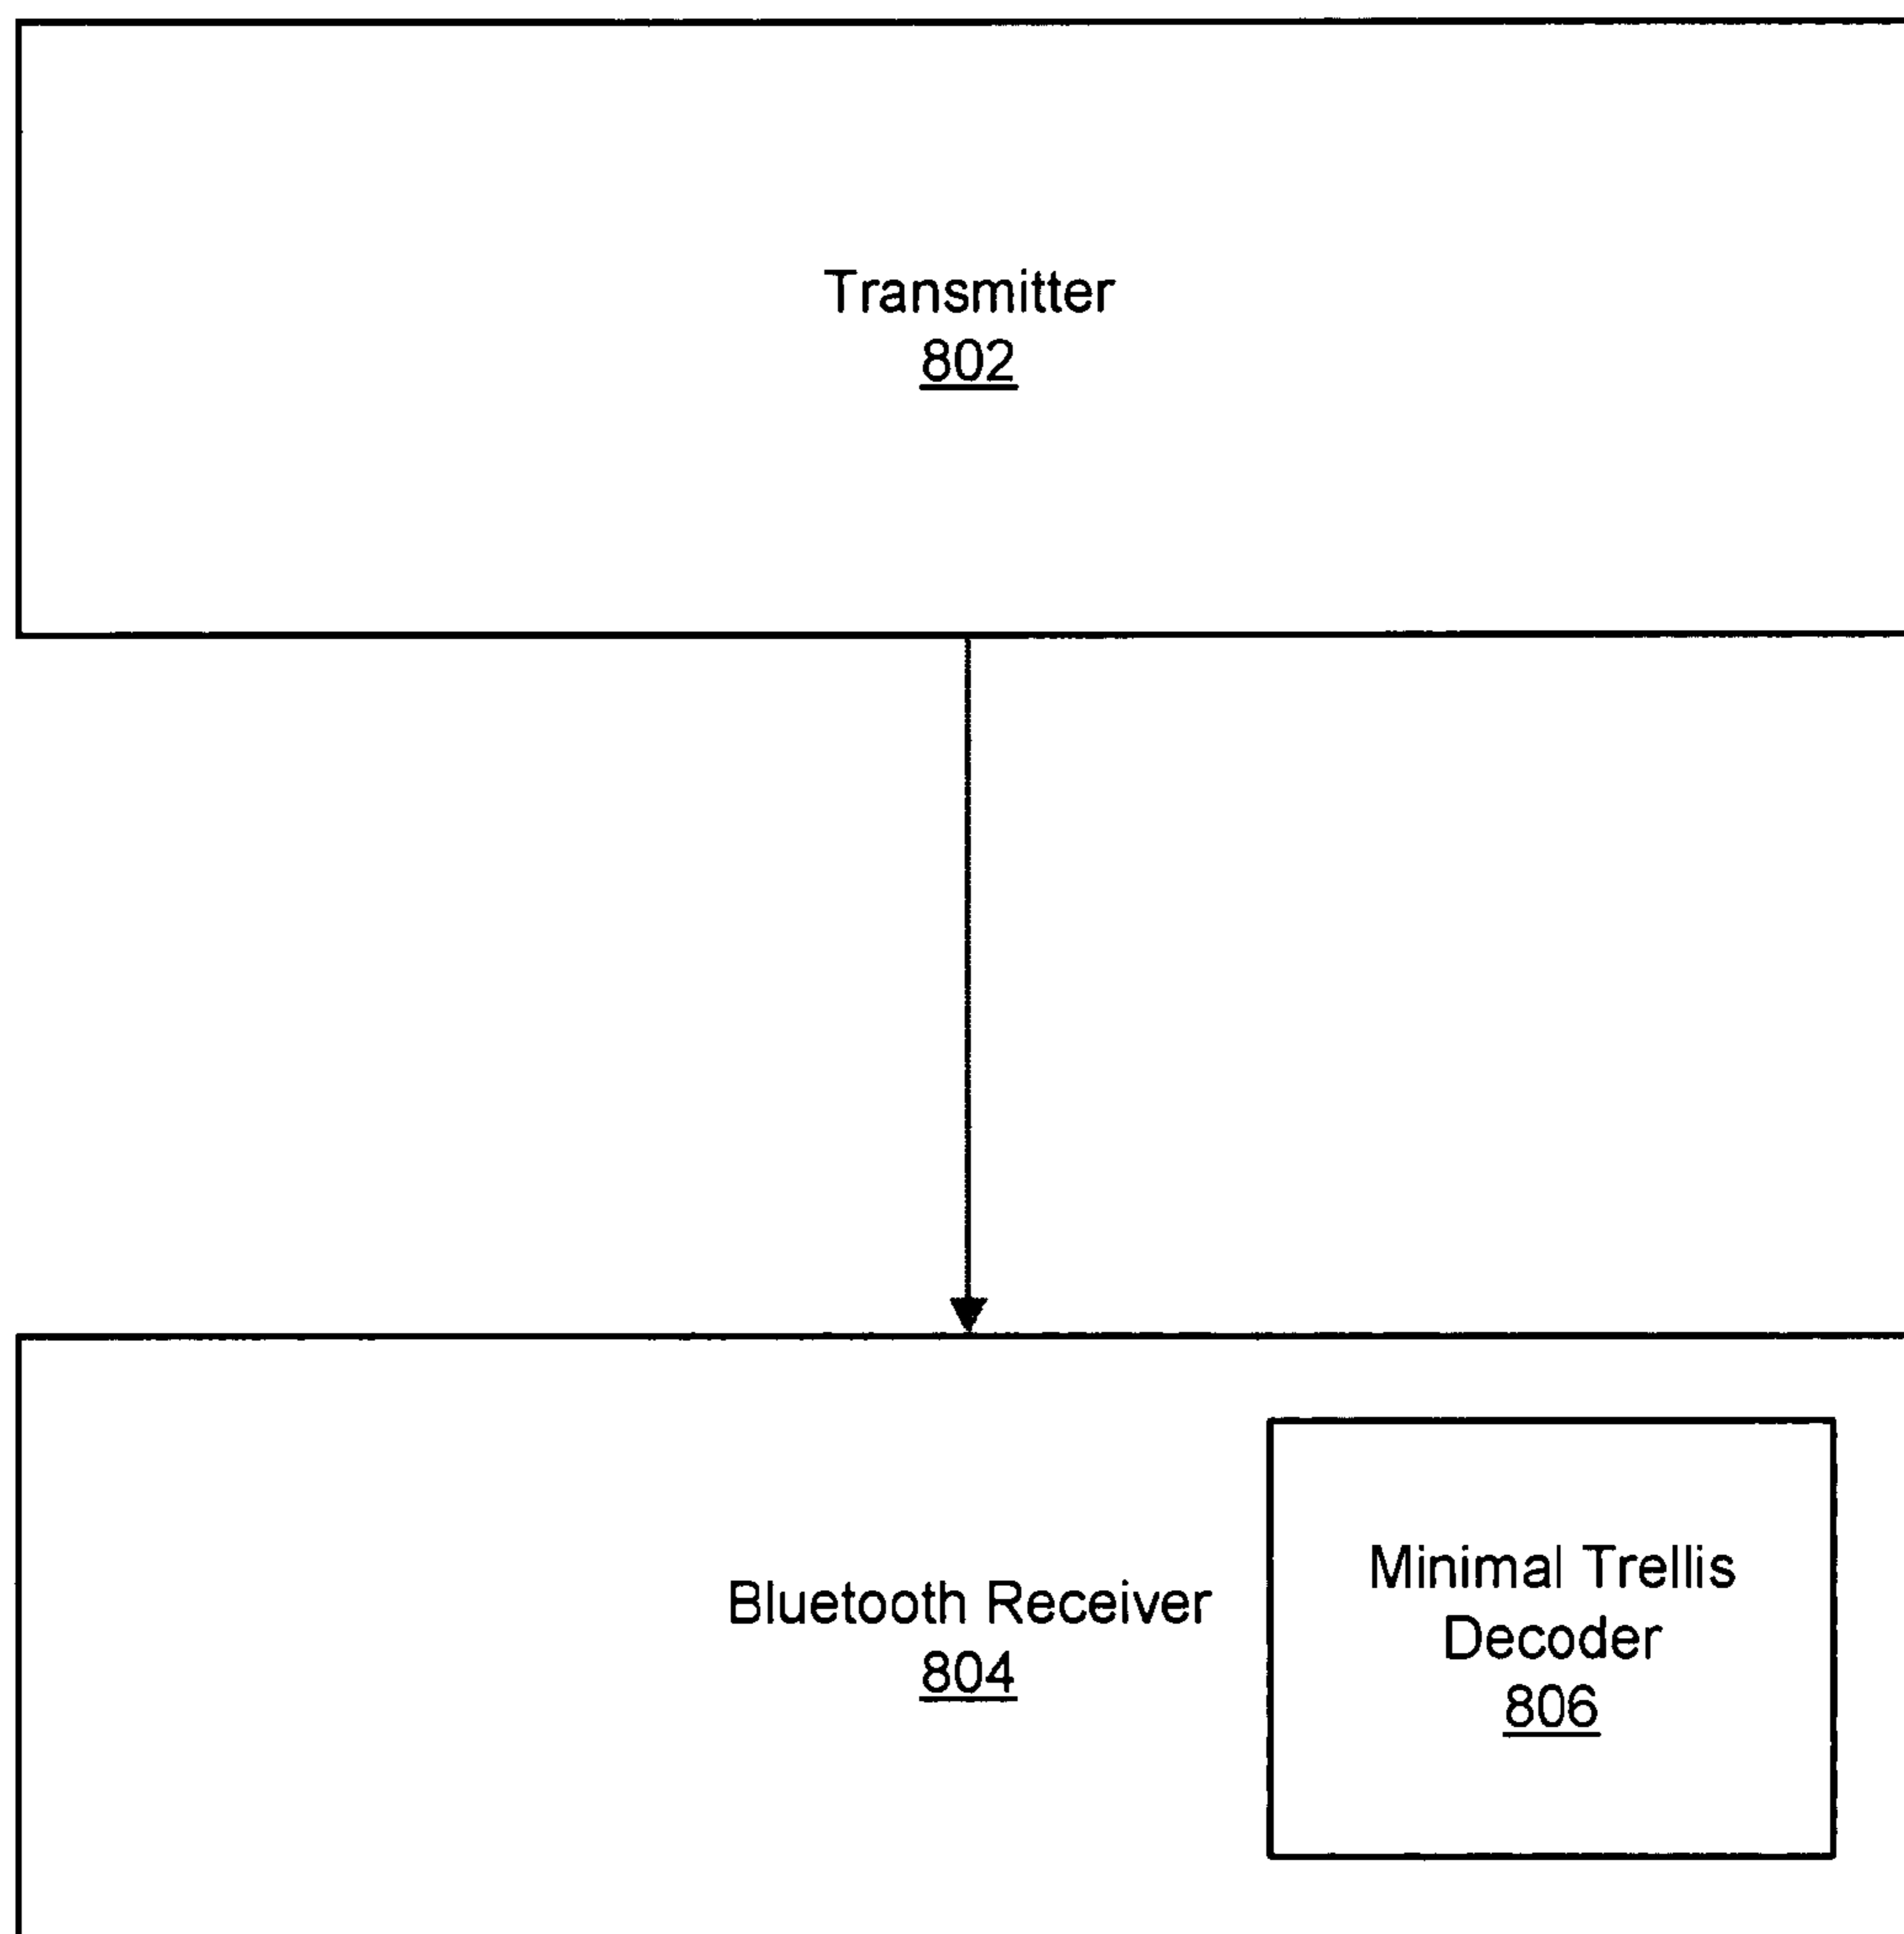 Transmitter
802
Bluetooth Receiver
804
Minimal Trellis
Decoder
806